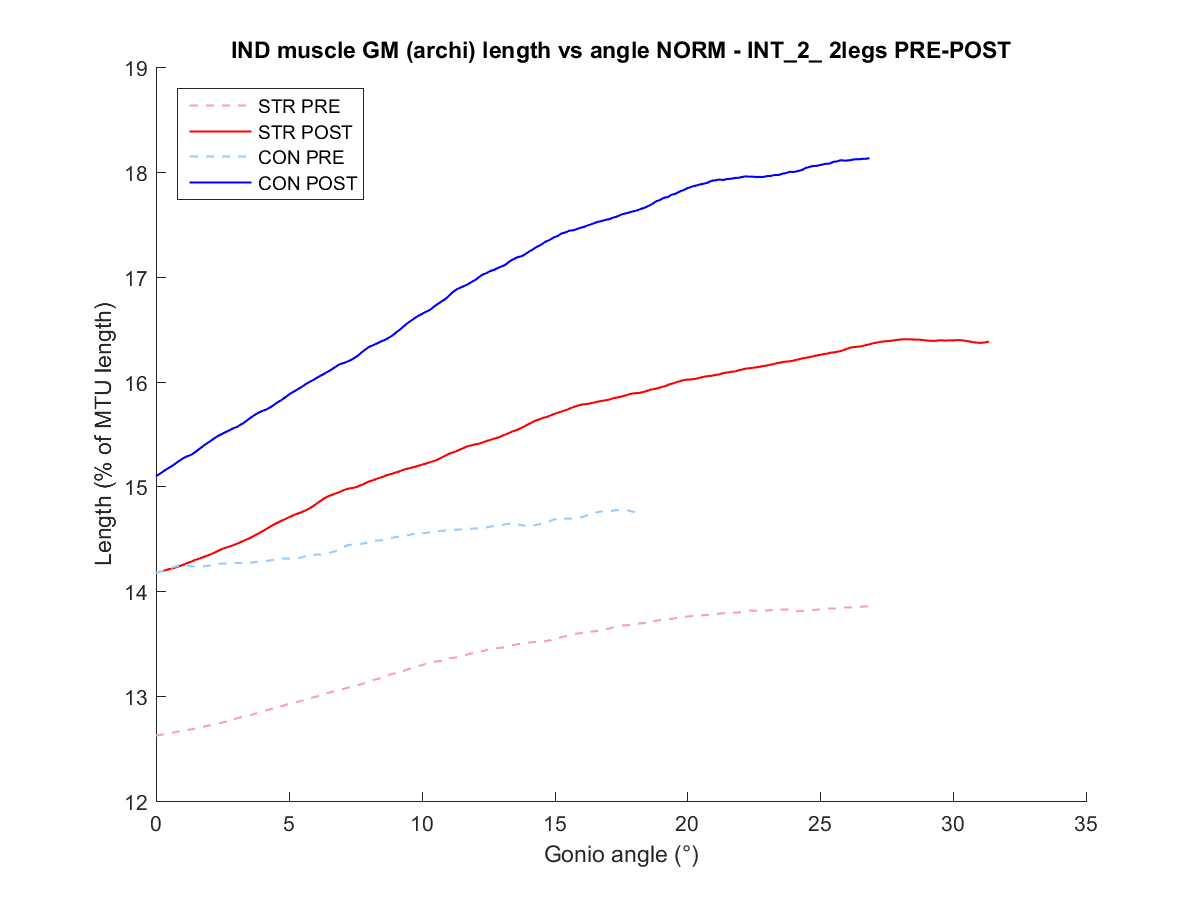 IND muscle GM (archi) length vs angle NORM - INT_2_ 2legs PRE-POST
STR PRE
STR POST
CON PRE
CON POST
Length (% of MTU length)
19
18
17
16
15
14
13
12
0 5 10 15 20 25 30 35
Gonio angle (°)